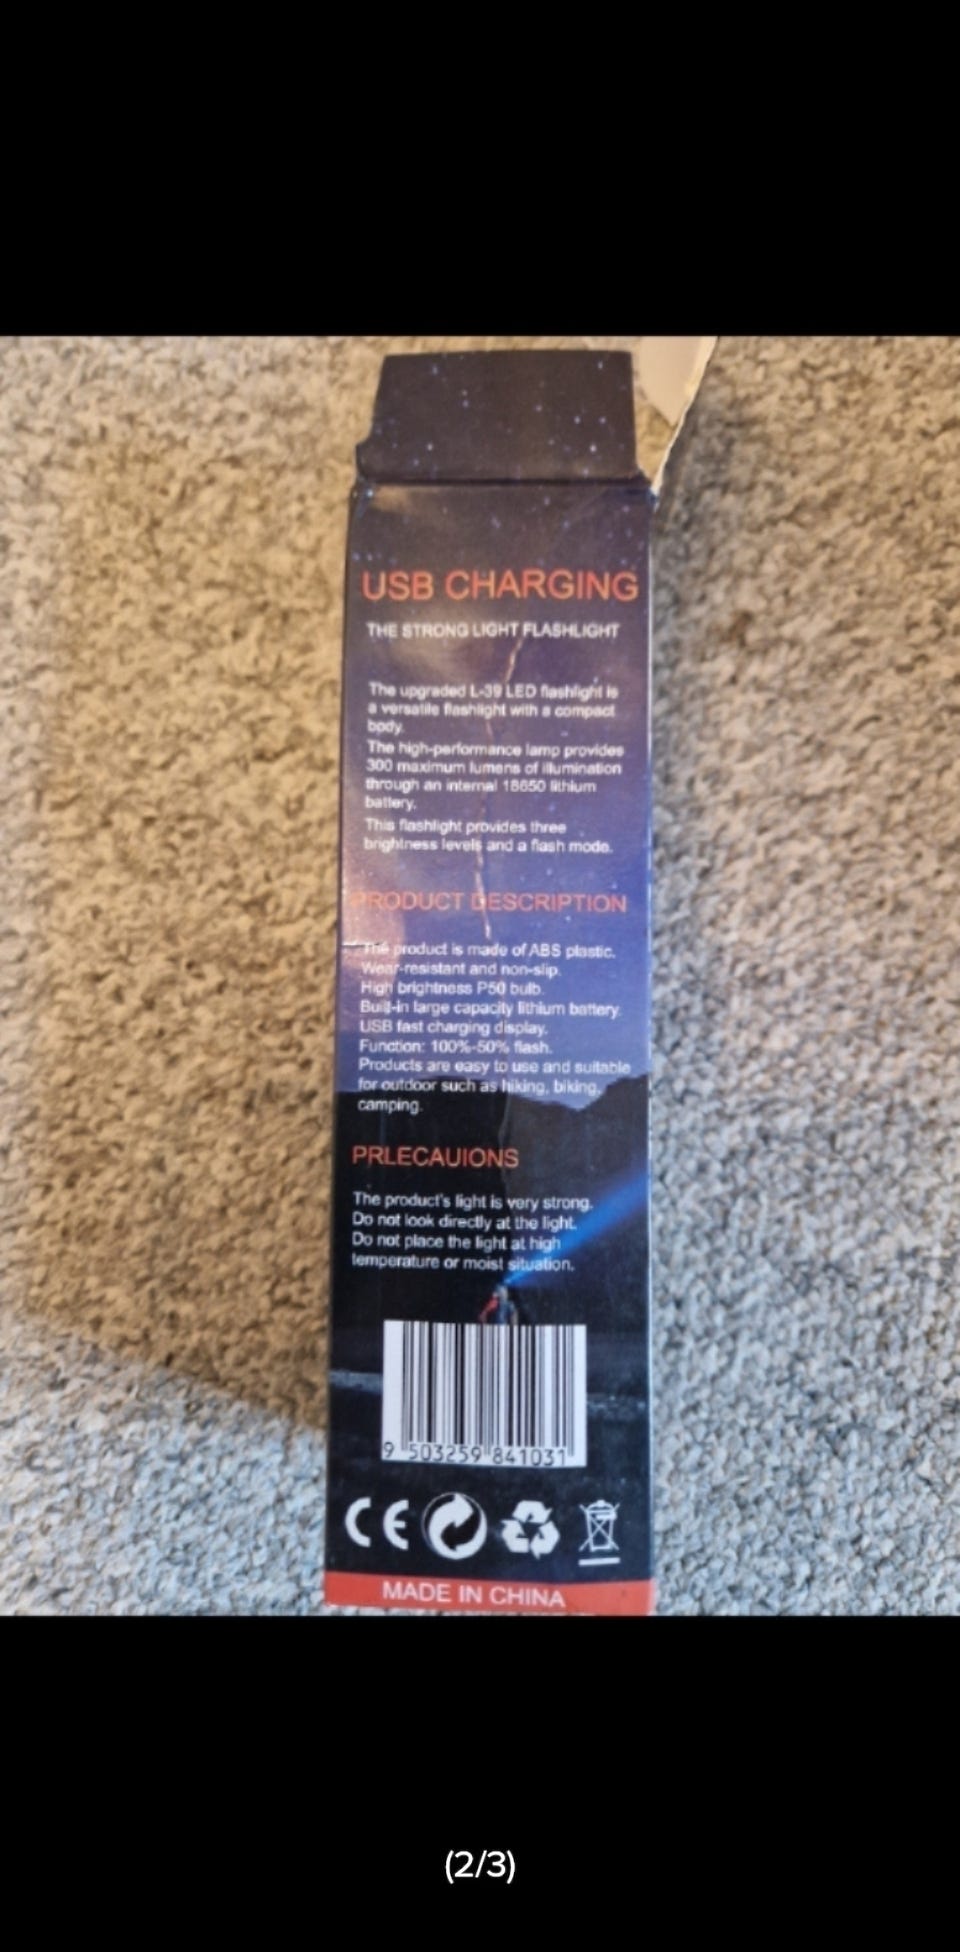 USB CHARGING
THE STRONG LIGHT FLASHLIGHT
The upgraded L-39 LED flashlight is
a versatile flashlight with a compact
body.
The high-performance lamp provides
300 maximum lumens of illumination
through an internal 18650 lithium
battery.
This flashlight provides three
brightness levels and a flash mode.
PRODUCT DESCRIPTION
The product is made of ABS plastic.
Wear-resistant and non-slip.
High brightness P50 bulb.
Built-in large capacity lithium battery.
USB fast charging display.
Function: 100%-50% flash.
Products are easy to use and suitable
for outdoor such as hiking, biking,
camping.
PRLECAUIONS
The product's light is very strong.
Do not look directly at the light.
Do not place the light at high
temperature or moist situation.
9 503259 841031
CE
MADE IN CHINA
(2/3)